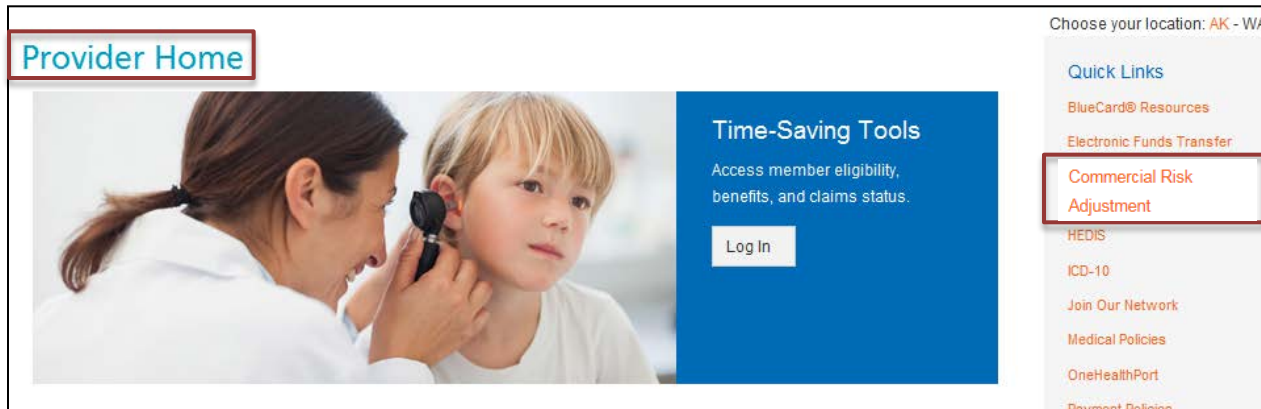 Choose your location: AK - WA
Provider Home
Time-Saving Tools
Access member eligibility,
benefits, and claims status.
Log In
Quick Links
BlueCard® Resources
Electronic Funds Transfer
Commercial Risk
Adjustment
HEDIS
ICD-10
Join Our Network
Medical Policies
OneHealthPort
Payment Policies